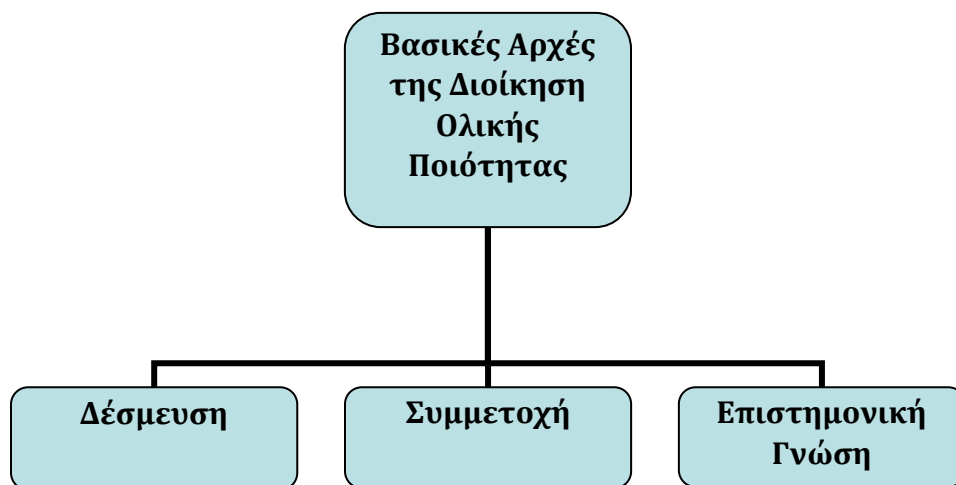 Βασικές Αρχές
της Διοίκηση
Ολικής
Ποιότητας
Δέσμευση
Συμμετοχή
Επιστημονική
Γνώση